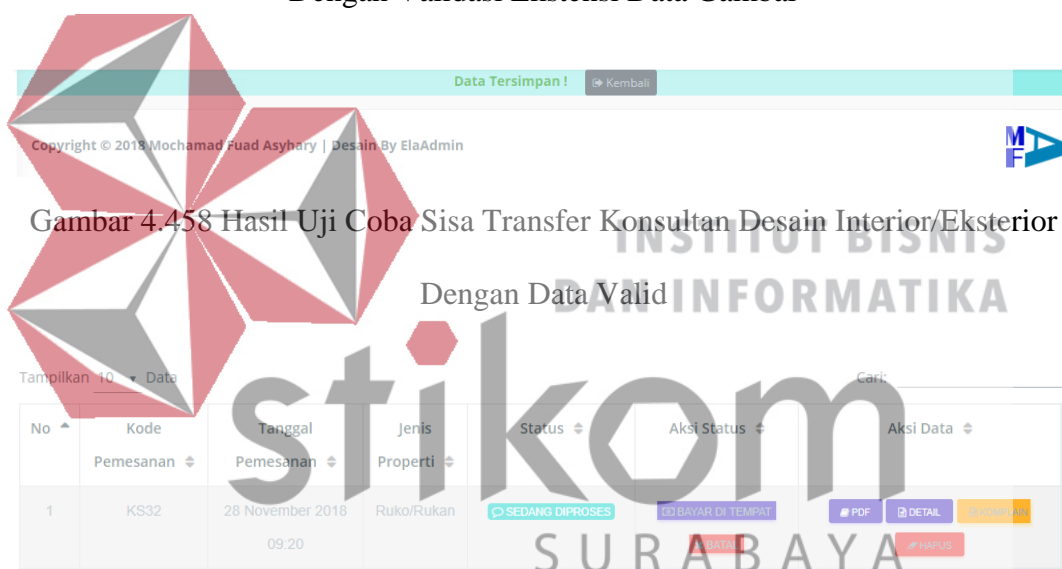 Dengan Validasi Ekstensi Data Gambar
Data Tersimpan ! Kembali
Copyright © 2018 Mochamad Fuad Asyhary | Desain By ElaAdmin
MFA
Gambar 4.458 Hasil Uji Coba Sisa Transfer Konsultan Desain Interior/Eksterior
INSTITUT BISNIS
Dengan Data Valid
DAN INFORMATIKA
stikom
SURABAYA
Tampilkan 10 Data Cari:
No Kode Pemesanan Tanggal Pemesanan Jenis Properti Status Aksi Status Aksi Data
1 KS32 28 November 2018 09:20 Ruko/Rukan SEDANG DIPROSES BAYAR DI TEMPAT BATAL PDF DETAIL KOMPLAIN HAPUS